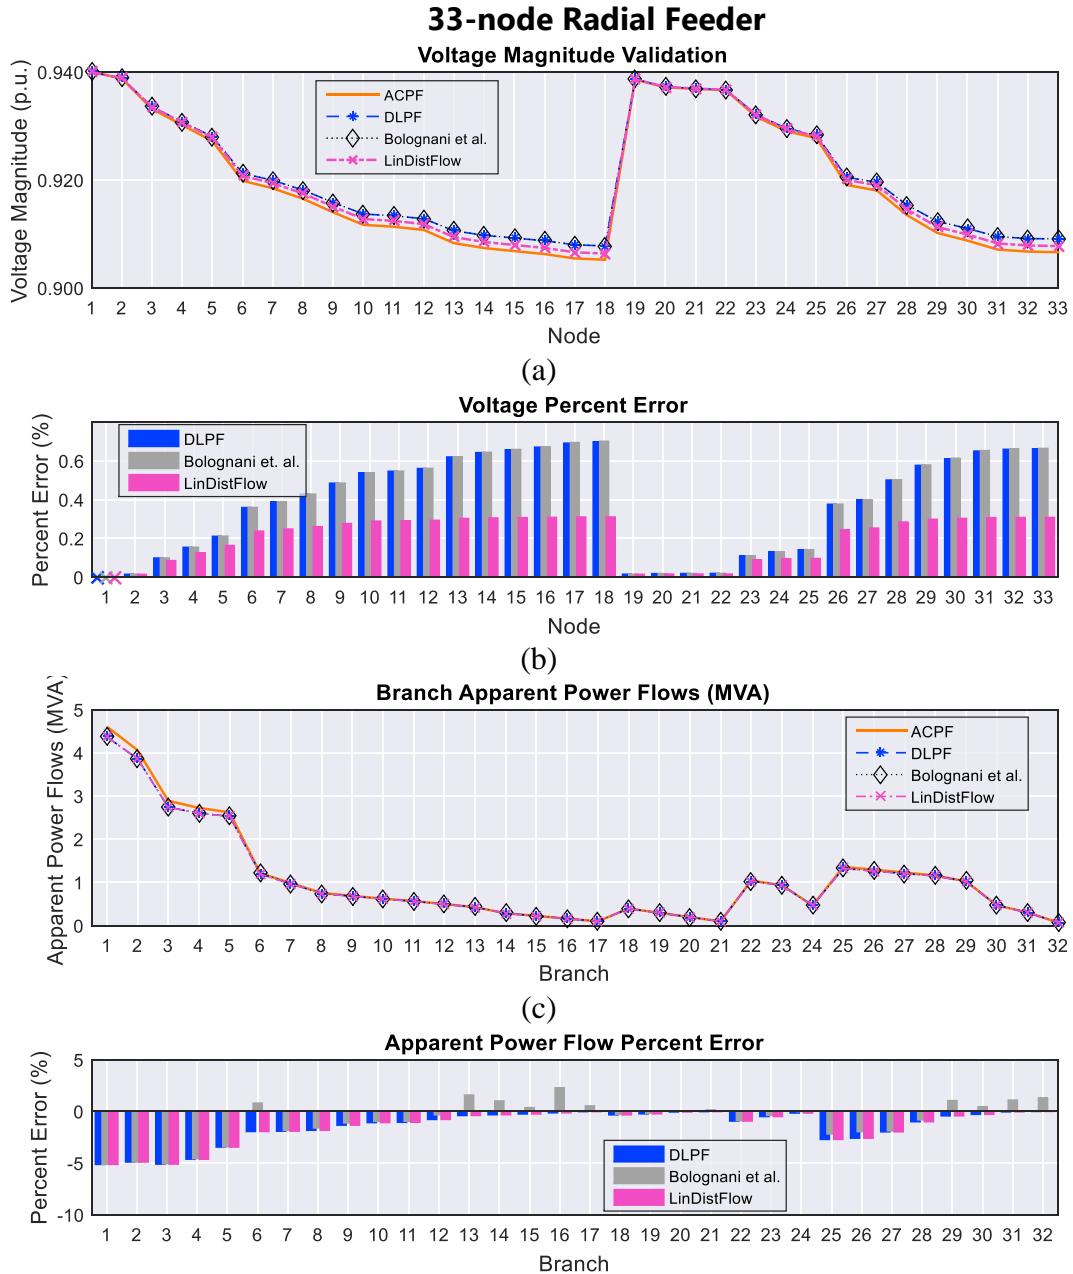 33-node Radial Feeder
Voltage Magnitude Validation
Voltage Magnitude (p.u.)
0.940
0.920
0.900
ACPF
DLPF
Bolognani et al.
LinDistFlow
1 2 3 4 5 6 7 8 9 10 11 12 13 14 15 16 17 18 19 20 21 22 23 24 25 26 27 28 29 30 31 32 33
Node
(a)
Voltage Percent Error
Percent Error (%)
0.6
0.4
0.2
0
DLPF
Bolognani et. al.
LinDistFlow
1 2 3 4 5 6 7 8 9 10 11 12 13 14 15 16 17 18 19 20 21 22 23 24 25 26 27 28 29 30 31 32 33
Node
(b)
Branch Apparent Power Flows (MVA)
Apparent Power Flows (MVA)
5
4
3
2
1
0
ACPF
DLPF
Bolognani et al.
LinDistFlow
1 2 3 4 5 6 7 8 9 10 11 12 13 14 15 16 17 18 19 20 21 22 23 24 25 26 27 28 29 30 31 32
Branch
(c)
Apparent Power Flow Percent Error
Percent Error (%)
5
0
-5
-10
DLPF
Bolognani et al.
LinDistFlow
1 2 3 4 5 6 7 8 9 10 11 12 13 14 15 16 17 18 19 20 21 22 23 24 25 26 27 28 29 30 31 32
Branch